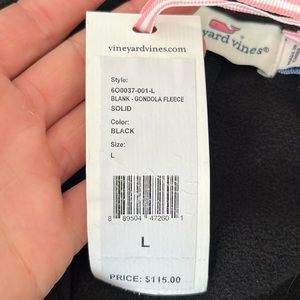 vineyardvines.com
yard vines®
Style:
6O0037-001-L
BLANK - GONDOLA FLEECE
SOLID
Color:
BLACK
Size:
L
8 89504 47260 1
L
PRICE: $115.00